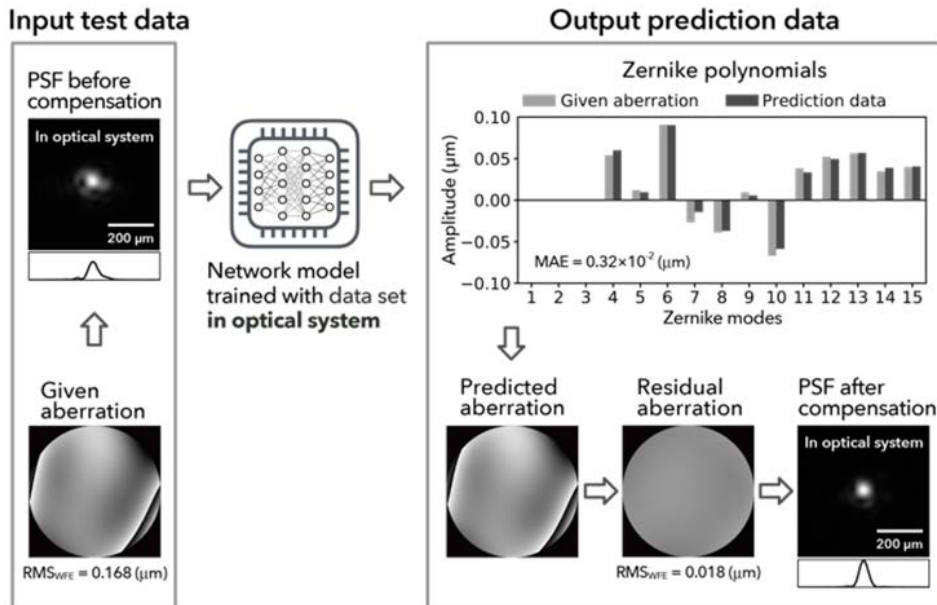 Input test data
PSF before
compensation
In optical system
200 μm
Given
aberration
RMSWFE = 0.168 (μm)
Network model
trained with data set
in optical system
Output prediction data
Zernike polynomials
Given aberration
Prediction data
Amplitude (μm)
0.10
0.05
0.00
−0.05
−0.10
MAE = 0.32×10-2 (μm)
1 2 3 4 5 6 7 8 9 10 11 12 13 14 15
Zernike modes
Predicted
aberration
Residual
aberration
RMSWFE = 0.018 (μm)
PSF after
compensation
In optical system
200 μm